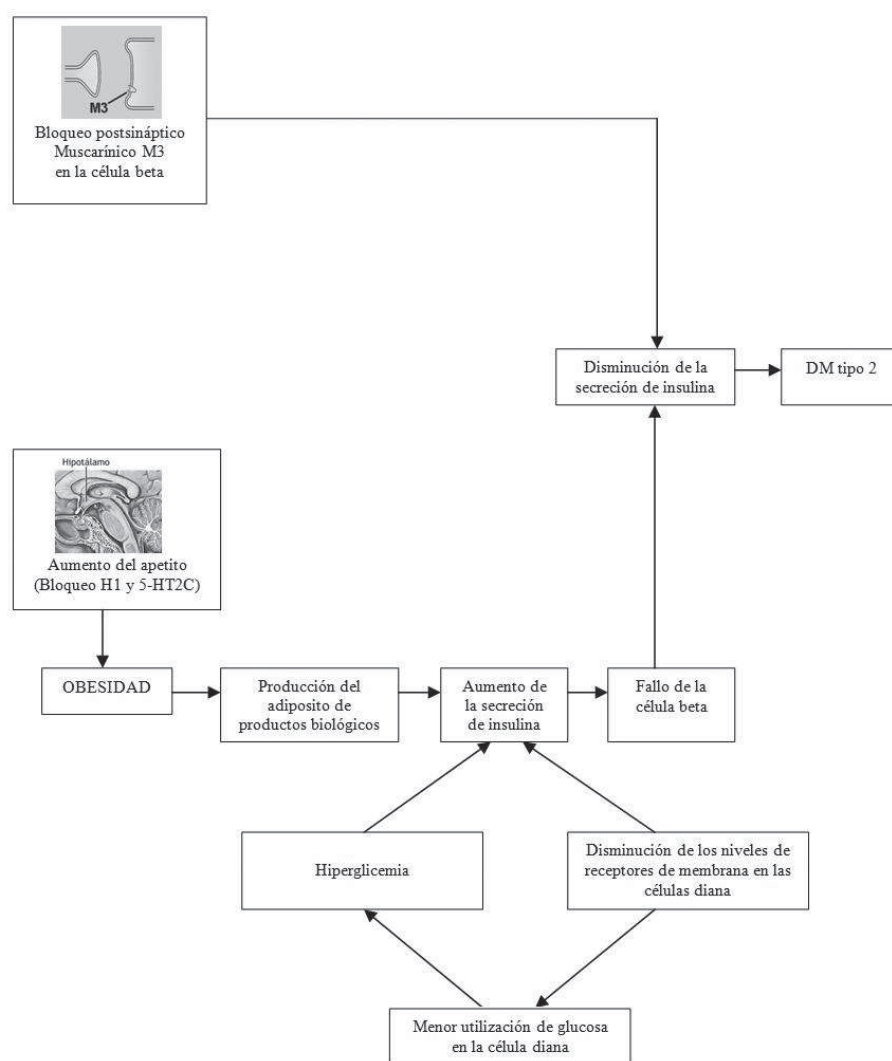 M3
Bloqueo postsináptico
Muscarínico M3
en la célula beta
Disminución de la
secreción de insulina
DM tipo 2
Hipotálamo
Aumento del apetito
(Bloqueo H1 y 5-HT2C)
OBESIDAD
Producción del
adiposito de
productos biológicos
Aumento de
la secreción
de insulina
Fallo de la
célula beta
Hiperglicemia
Disminución de los niveles de
receptores de membrana en las
células diana
Menor utilización de glucosa
en la célula diana